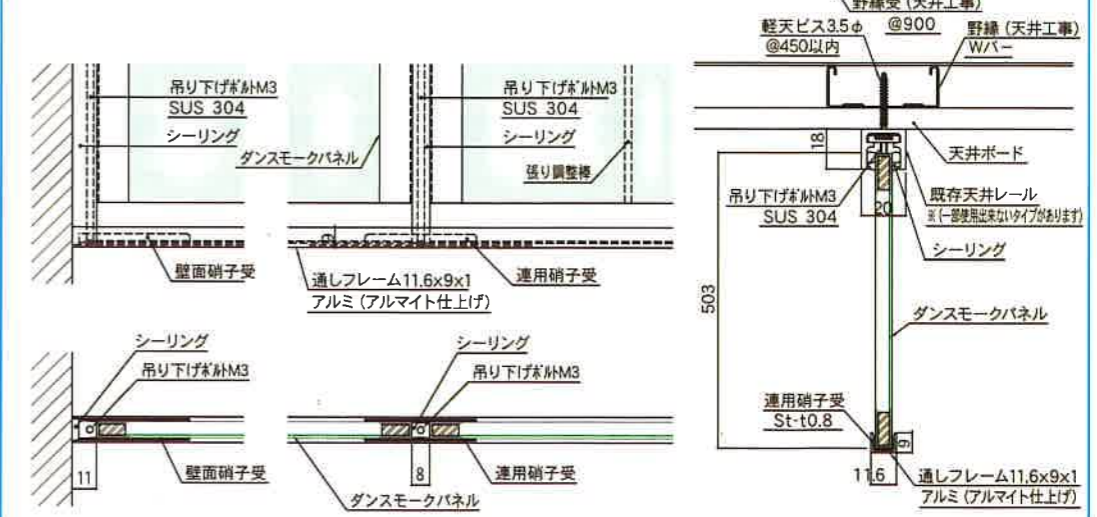 吊り下げボルトM3
SUS 304
シーリング
ダンスモークパネル
吊り下げボルトM3
SUS 304
シーリング
張り調整棒
壁面硝子受
通しフレーム11.6x9x1
アルミ(アルマイト仕上げ)
連用硝子受
シーリング
吊り下げボルトM3
11
壁面硝子受
シーリング
吊り下げボルトM3
8
連用硝子受
ダンスモークパネル
野縁受(天井工事)
@900
軽天ビス3.5φ
@450以内
野縁(天井工事)
Wバー
天井ボード
18
吊り下げボルトM3
SUS 304
20
既存天井レール
※(一部使用出来ないタイプがあります)
シーリング
503
ダンスモークパネル
連用硝子受
St-t0.8
9
11.6
通しフレーム11.6x9x1
アルミ(アルマイト仕上げ)